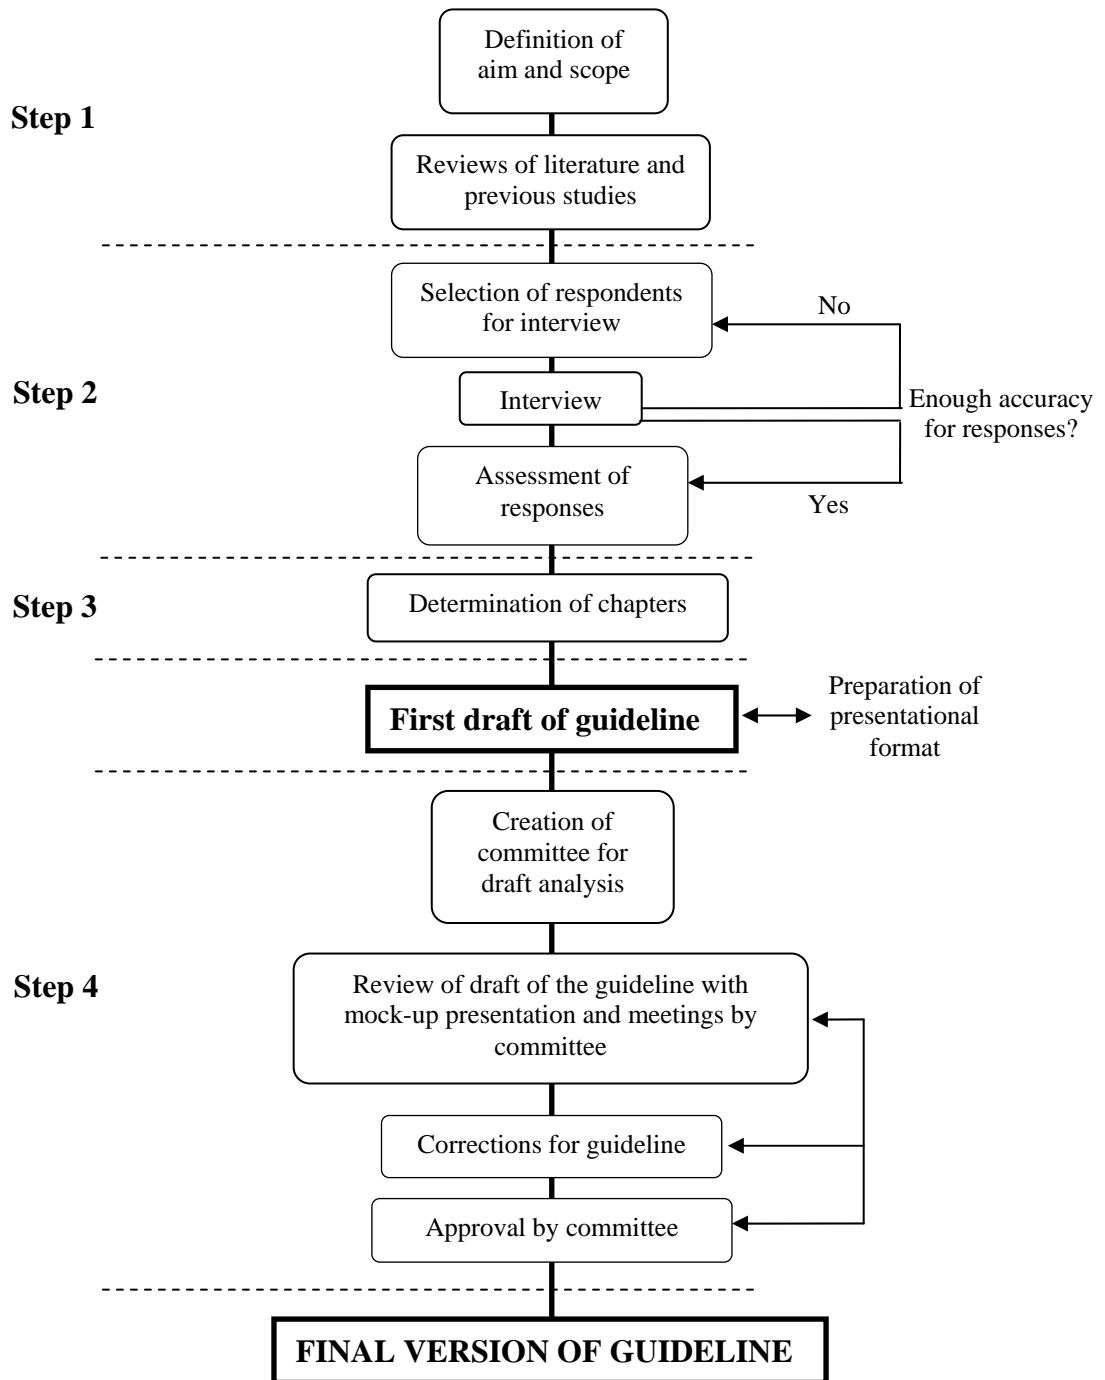 Definition of
aim and scope
Step 1
Reviews of literature and
previous studies
Selection of respondents
for interview
No
Step 2
Interview
Enough accuracy
for responses?
Assessment of
responses
Yes
Step 3
Determination of chapters
First draft of guideline
Preparation of
presentational
format
Creation of
committee for
draft analysis
Step 4
Review of draft of the guideline with
mock-up presentation and meetings by
committee
Corrections for guideline
Approval by committee
FINAL VERSION OF GUIDELINE